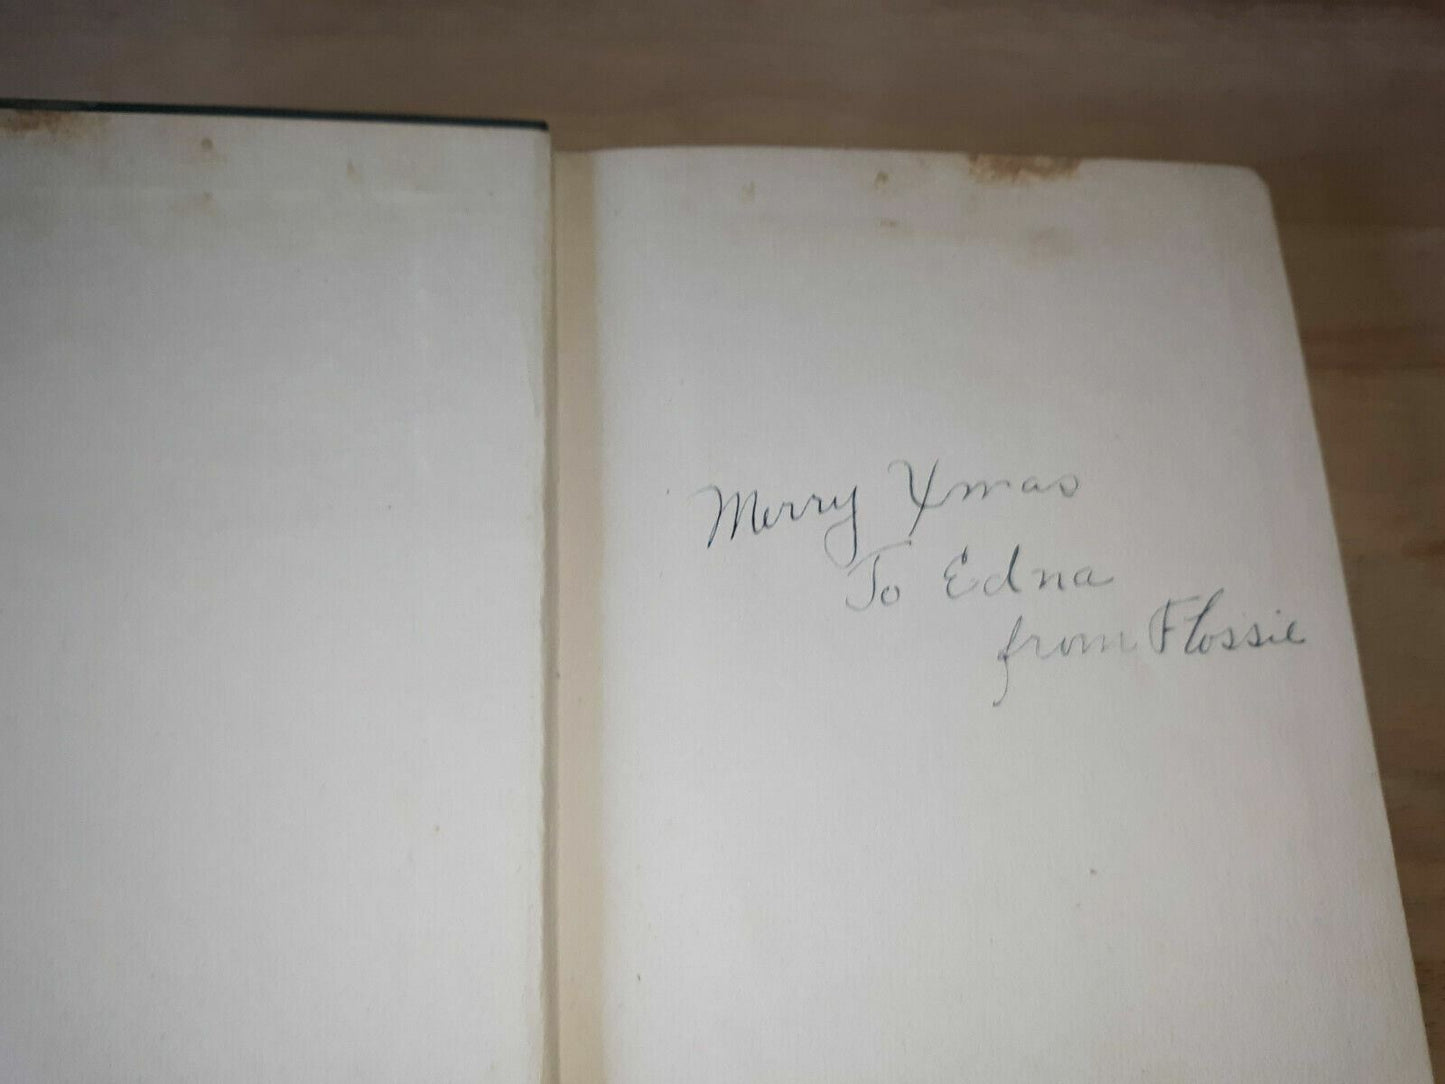 Merry Xmas
To Edna
from Flossie